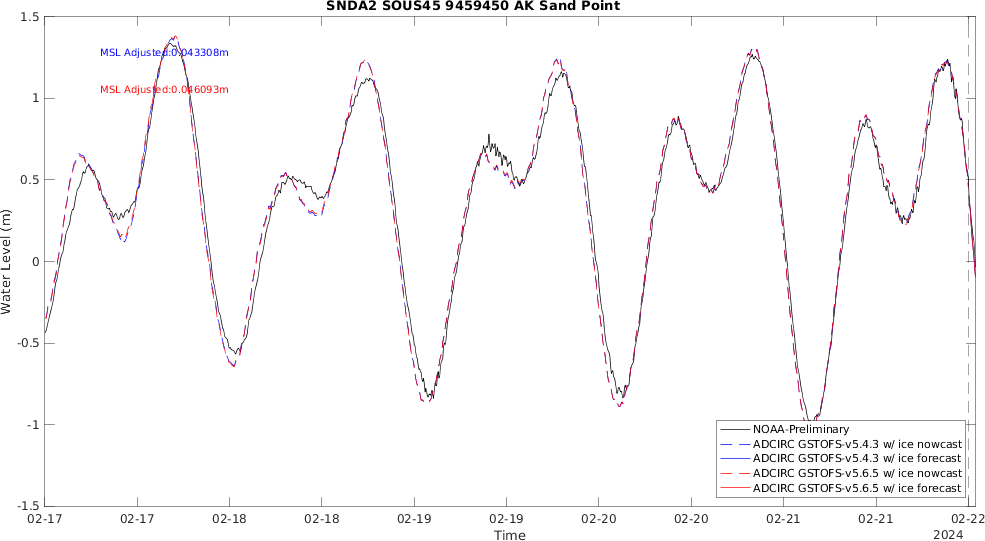 SNDA2 SOUS45 9459450 AK Sand Point
1.5
MSL Adjusted:0.043308m
1
MSL Adjusted:0.046093m
0.5
Water Level (m)
0
-0.5
-1
NOAA-Preliminary
ADCIRC GSTOFS-v5.4.3 w/ ice nowcast
ADCIRC GSTOFS-v5.4.3 w/ ice forecast
ADCIRC GSTOFS-v5.6.5 w/ ice nowcast
ADCIRC GSTOFS-v5.6.5 w/ ice forecast
-1.5
02-17 02-17 02-18 02-18 02-19 02-19 02-20 02-20 02-21 02-21 02-22
Time
2024